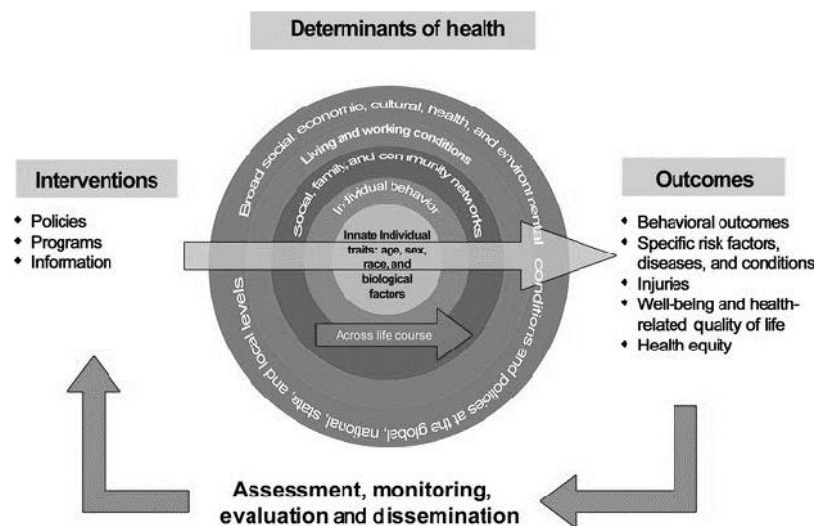 Determinants of health
Interventions
◆ Policies
◆ Programs
◆ Information
Broad social economic, cultural, health, and environmental conditions and policies at the global, national, state, and local levels
Living and working conditions
Social, family, and community networks
Individual behavior
Innate Individual
traits: age, sex,
race, and
biological
factors
Across life course
Outcomes
◆ Behavioral outcomes
◆ Specific risk factors,
diseases, and conditions
◆ Injuries
◆ Well-being and health-
related quality of life
◆ Health equity
Assessment, monitoring,
evaluation and dissemination